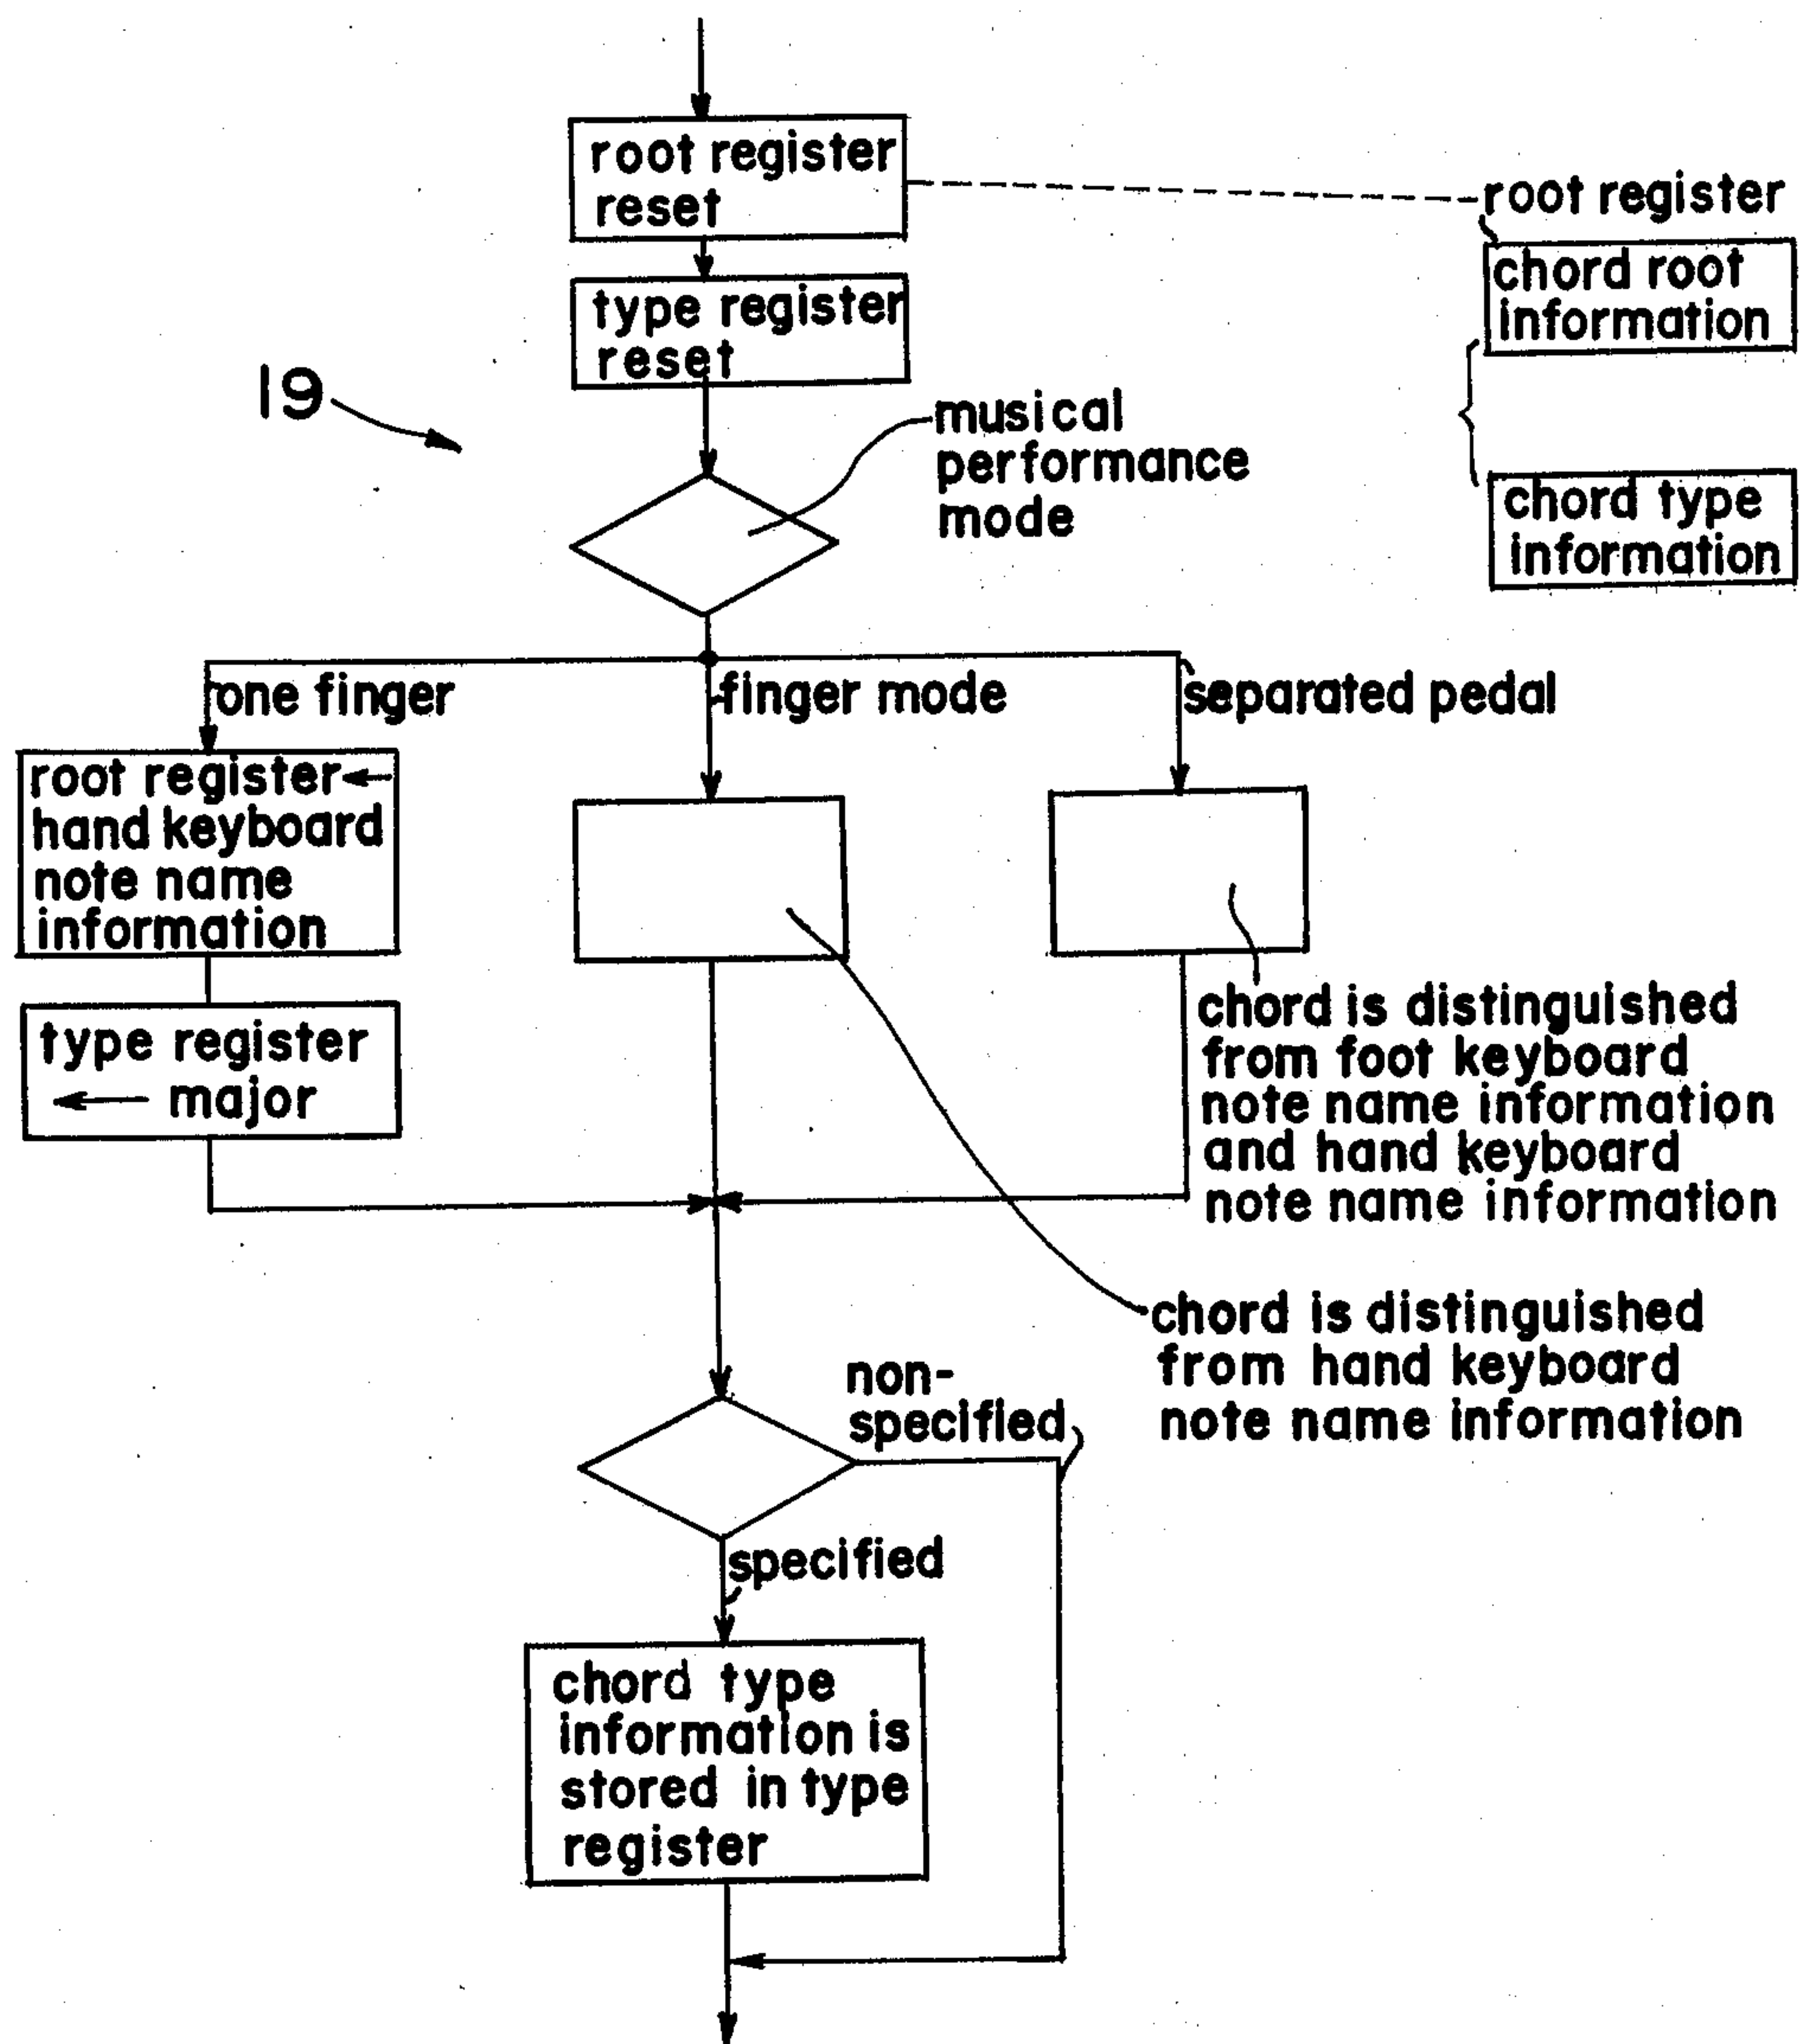 root register
reset
root register
chord root
information
type register
reset
19
musical
performance
mode
chord type
information
one finger
finger mode
separated pedal
root register ←
hand keyboard
note name
information
type register
← major
chord is distinguished
from foot keyboard
note name information
and hand keyboard
note name information
chord is distinguished
from hand keyboard
note name information
non-
specified
specified
chord type
information is
stored in type
register